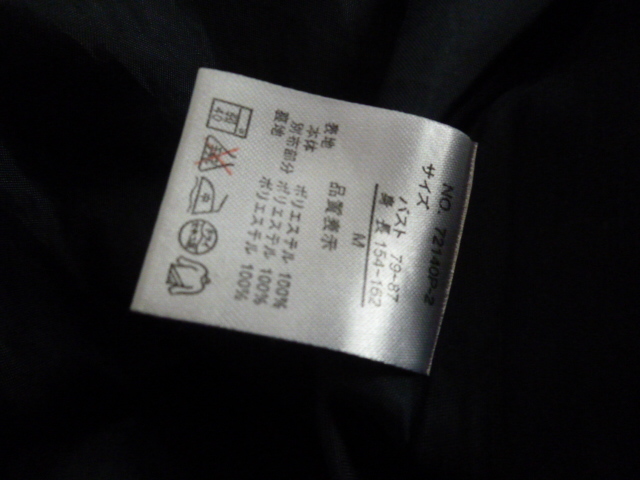 NO. 72140P-2
サイズ
バスト 79~87
身長 154~162
M
品質表示
表地
本体 ポリエステル 100%
別布部分 ポリエステル 100%
裏地 ポリエステル 100%
40